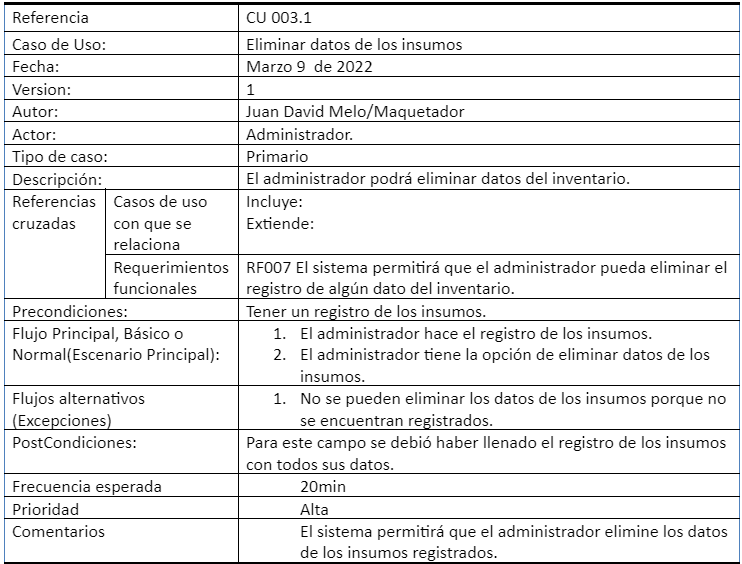 Referencia CU 003.1
Caso de Uso: Eliminar datos de los insumos
Fecha: Marzo 9 de 2022
Version: 1
Autor: Juan David Melo/Maquetador
Actor: Administrador.
Tipo de caso: Primario
Descripción: El administrador podrá eliminar datos del inventario.
Referencias
cruzadas
Casos de uso
con que se
relaciona
Incluye:
Extiende:
Requerimientos
funcionales
RF007 El sistema permitirá que el administrador pueda eliminar el
registro de algún dato del inventario.
Precondiciones: Tener un registro de los insumos.
Flujo Principal, Básico o
Normal(Escenario Principal):
1. El administrador hace el registro de los insumos.
2. El administrador tiene la opción de eliminar datos de los
insumos.
Flujos alternativos
(Excepciones)
1. No se pueden eliminar los datos de los insumos porque no
se encuentran registrados.
PostCondiciones: Para este campo se debió haber llenado el registro de los insumos
con todos sus datos.
Frecuencia esperada 20min
Prioridad Alta
Comentarios El sistema permitirá que el administrador elimine los datos
de los insumos registrados.